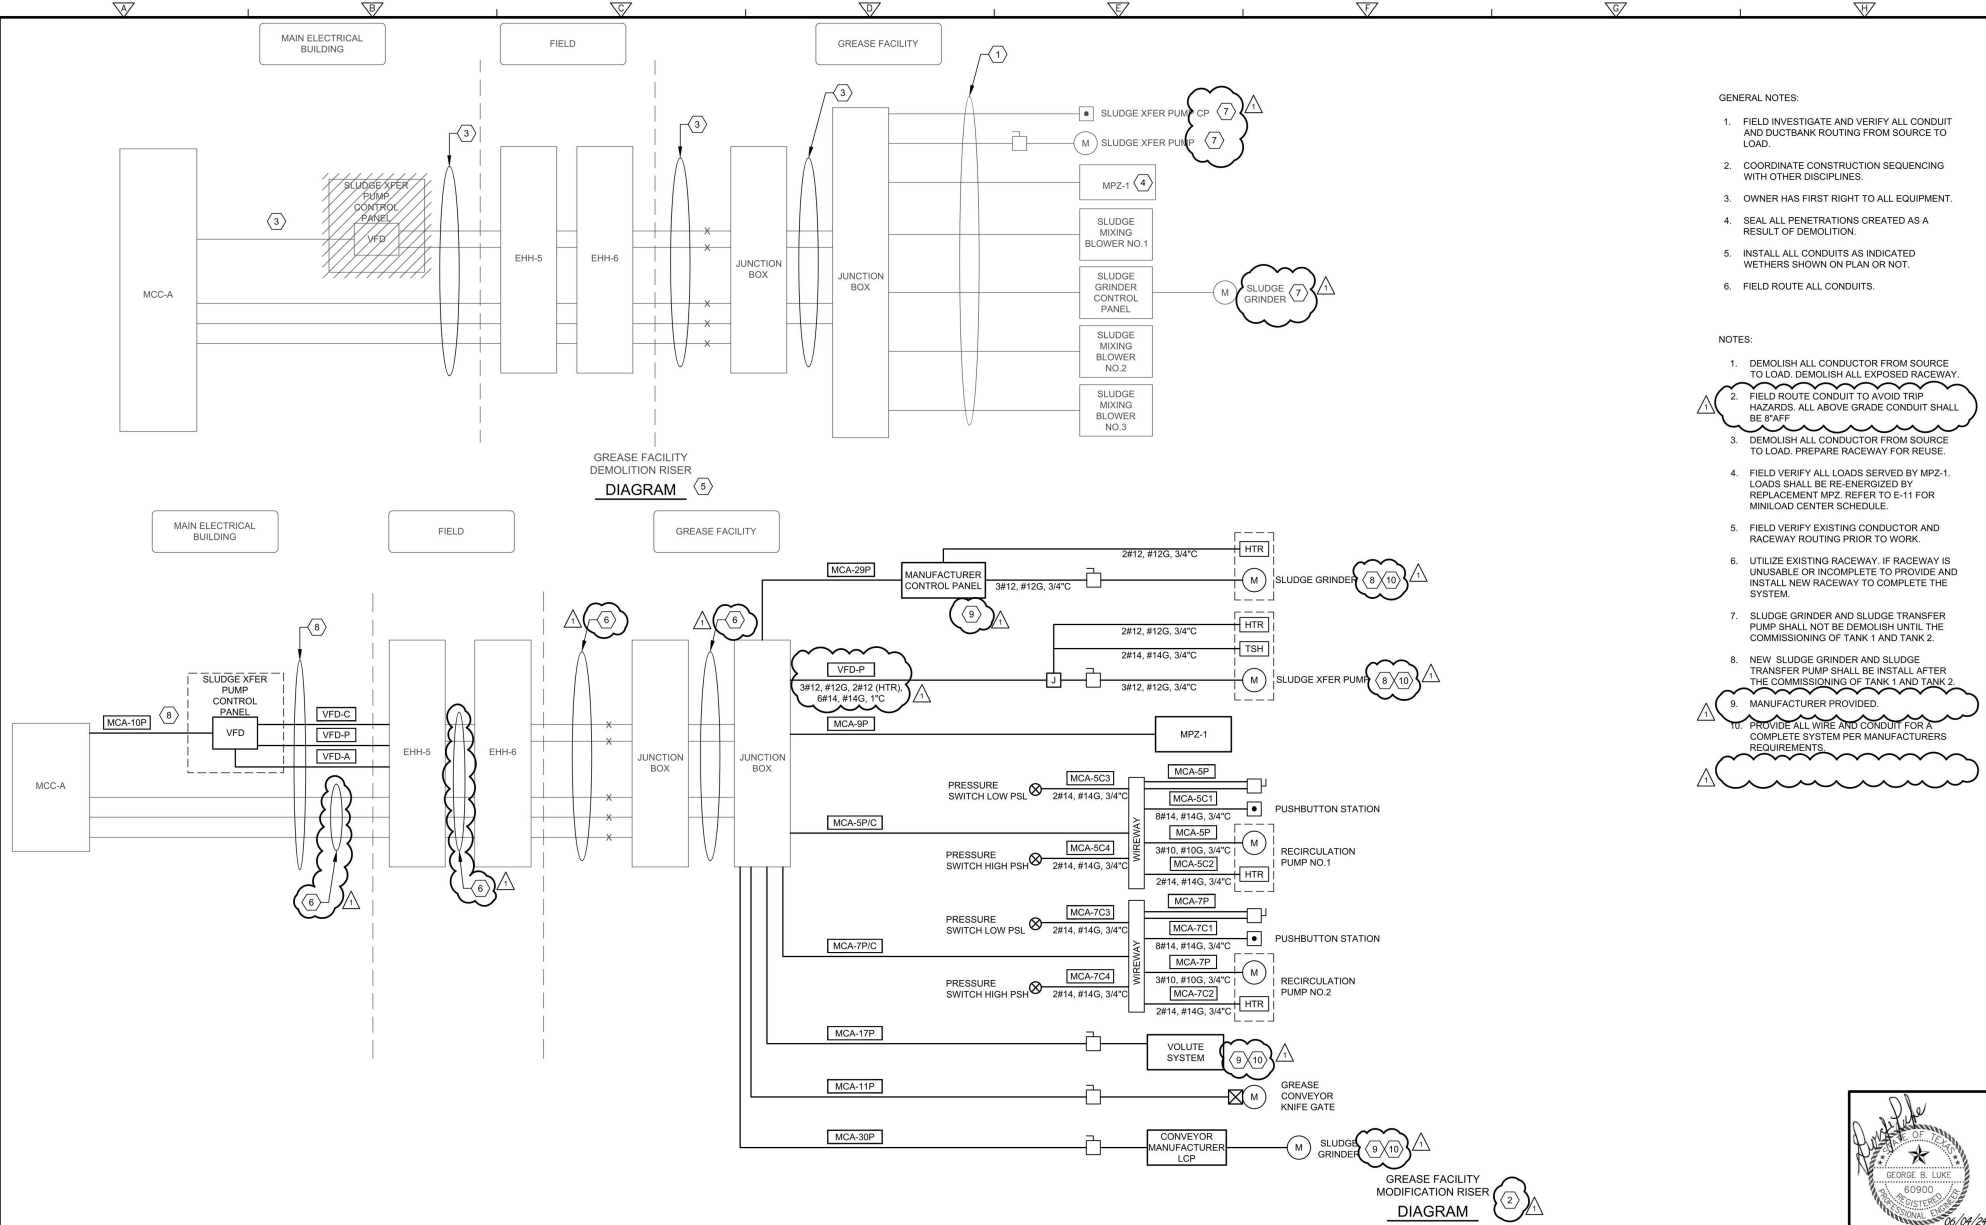 A
B
C
D
E
F
G
H
MAIN ELECTRICAL
BUILDING
FIELD
GREASE FACILITY
1
3
3
3
3
MCC-A
SLUDGE XFER
PUMP
CONTROL
PANEL
VFD
EHH-5
EHH-6
X
X
X
X
X
JUNCTION
BOX
JUNCTION
BOX
SLUDGE XFER PUMP CP
7
1
M
SLUDGE XFER PUMP
7
MPZ-1
4
SLUDGE
MIXING
BLOWER NO.1
SLUDGE
GRINDER
CONTROL
PANEL
M
SLUDGE
GRINDER
7
1
SLUDGE
MIXING
BLOWER
NO.2
SLUDGE
MIXING
BLOWER
NO.3
GREASE FACILITY
DEMOLITION RISER
DIAGRAM
5
MAIN ELECTRICAL
BUILDING
FIELD
GREASE FACILITY
MCC-A
MCA-10P
8
8
SLUDGE XFER
PUMP
CONTROL
PANEL
VFD
VFD-C
VFD-P
VFD-A
6
1
EHH-5
6
1
EHH-6
1
6
X
X
X
X
X
JUNCTION
BOX
1
6
JUNCTION
BOX
MCA-29P
MANUFACTURER
CONTROL PANEL
9
1
2#12, #12G, 3/4"C
HTR
3#12, #12G, 3/4"C
M
SLUDGE GRINDER
8
10
1
VFD-P
3#12, #12G, 2#12 (HTR),
6#14, #14G, 1"C
1
J
2#12, #12G, 3/4"C
HTR
2#14, #14G, 3/4"C
TSH
3#12, #12G, 3/4"C
M
SLUDGE XFER PUMP
8
10
1
MCA-9P
MPZ-1
MCA-5P/C
PRESSURE
SWITCH LOW PSL
MCA-5C3
2#14, #14G, 3/4"C
PRESSURE
SWITCH HIGH PSH
MCA-5C4
2#14, #14G, 3/4"C
WIREWAY
MCA-5P
MCA-5C1
8#14, #14G, 3/4"C
PUSHBUTTON STATION
MCA-5P
3#10, #10G, 3/4"C
M
RECIRCULATION
PUMP NO.1
MCA-5C2
2#14, #14G, 3/4"C
HTR
MCA-7P/C
PRESSURE
SWITCH LOW PSL
MCA-7C3
2#14, #14G, 3/4"C
PRESSURE
SWITCH HIGH PSH
MCA-7C4
2#14, #14G, 3/4"C
WIREWAY
MCA-7P
MCA-7C1
8#14, #14G, 3/4"C
PUSHBUTTON STATION
MCA-7P
3#10, #10G, 3/4"C
M
RECIRCULATION
PUMP NO.2
MCA-7C2
2#14, #14G, 3/4"C
HTR
MCA-17P
VOLUTE
SYSTEM
9
10
1
MCA-11P
M
GREASE
CONVEYOR
KNIFE GATE
MCA-30P
CONVEYOR
MANUFACTURER
LCP
M
SLUDGE
GRINDER
9
10
1
GREASE FACILITY
MODIFICATION RISER
DIAGRAM
2
1
GENERAL NOTES:
1. FIELD INVESTIGATE AND VERIFY ALL CONDUIT
AND DUCTBANK ROUTING FROM SOURCE TO
LOAD.
2. COORDINATE CONSTRUCTION SEQUENCING
WITH OTHER DISCIPLINES.
3. OWNER HAS FIRST RIGHT TO ALL EQUIPMENT.
4. SEAL ALL PENETRATIONS CREATED AS A
RESULT OF DEMOLITION.
5. INSTALL ALL CONDUITS AS INDICATED
WETHERS SHOWN ON PLAN OR NOT.
6. FIELD ROUTE ALL CONDUITS.
NOTES:
1. DEMOLISH ALL CONDUCTOR FROM SOURCE
TO LOAD. DEMOLISH ALL EXPOSED RACEWAY.
1
2. FIELD ROUTE CONDUIT TO AVOID TRIP
HAZARDS. ALL ABOVE GRADE CONDUIT SHALL
BE 8"AFF
3. DEMOLISH ALL CONDUCTOR FROM SOURCE
TO LOAD. PREPARE RACEWAY FOR REUSE.
4. FIELD VERIFY ALL LOADS SERVED BY MPZ-1.
LOADS SHALL BE RE-ENERGIZED BY
REPLACEMENT MPZ. REFER TO E-11 FOR
MINILOAD CENTER SCHEDULE.
5. FIELD VERIFY EXISTING CONDUCTOR AND
RACEWAY ROUTING PRIOR TO WORK.
6. UTILIZE EXISTING RACEWAY. IF RACEWAY IS
UNUSABLE OR INCOMPLETE TO PROVIDE AND
INSTALL NEW RACEWAY TO COMPLETE THE
SYSTEM.
7. SLUDGE GRINDER AND SLUDGE TRANSFER
PUMP SHALL NOT BE DEMOLISH UNTIL THE
COMMISSIONING OF TANK 1 AND TANK 2.
8. NEW SLUDGE GRINDER AND SLUDGE
TRANSFER PUMP SHALL BE INSTALL AFTER
THE COMMISSIONING OF TANK 1 AND TANK 2.
1
9. MANUFACTURER PROVIDED.
10. PROVIDE ALL WIRE AND CONDUIT FOR A
COMPLETE SYSTEM PER MANUFACTURERS
REQUIREMENTS.
1
STATE OF TEXAS
GEORGE B. LUKE
60900
REGISTERED
PROFESSIONAL ENGINEER